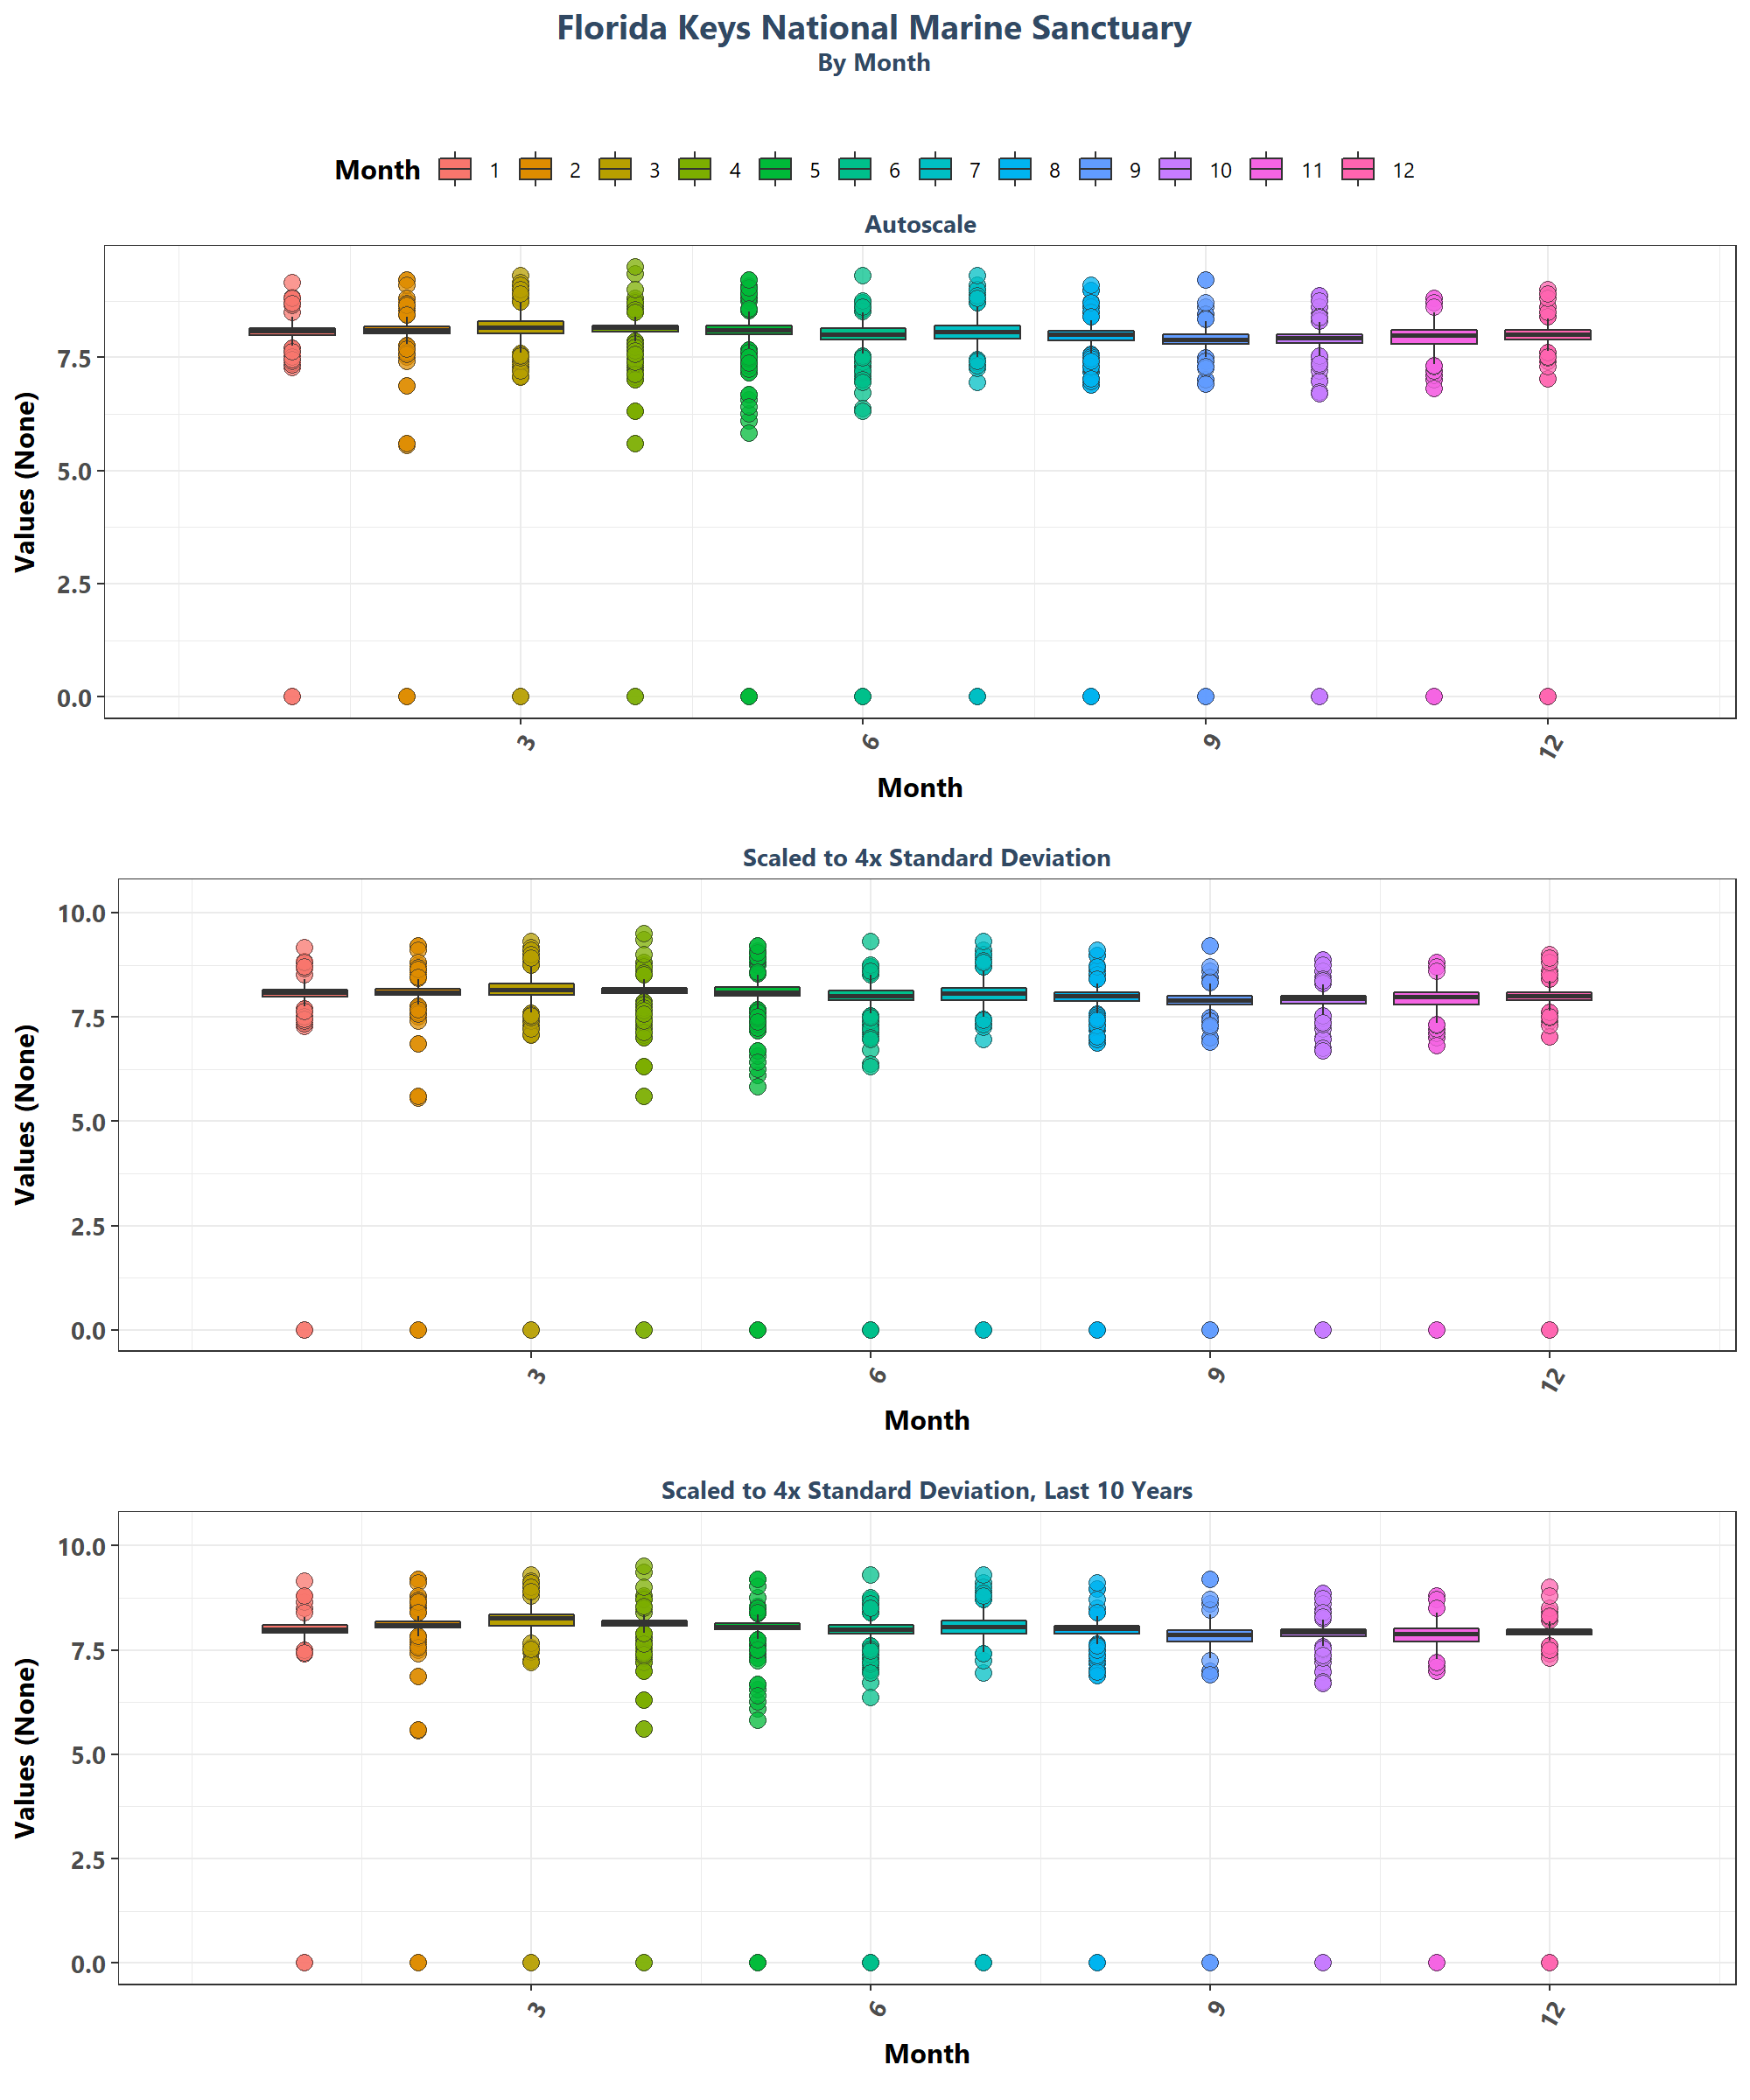 Florida Keys National Marine Sanctuary
By Month
Month 1 2 3 4 5 6 7 8 9 10 11 12
Autoscale
Values (None)
7.5
5.0
2.5
0.0
3 6 9 12
Month
Scaled to 4x Standard Deviation
Values (None)
10.0
7.5
5.0
2.5
0.0
3 6 9 12
Month
Scaled to 4x Standard Deviation, Last 10 Years
Values (None)
10.0
7.5
5.0
2.5
0.0
3 6 9 12
Month